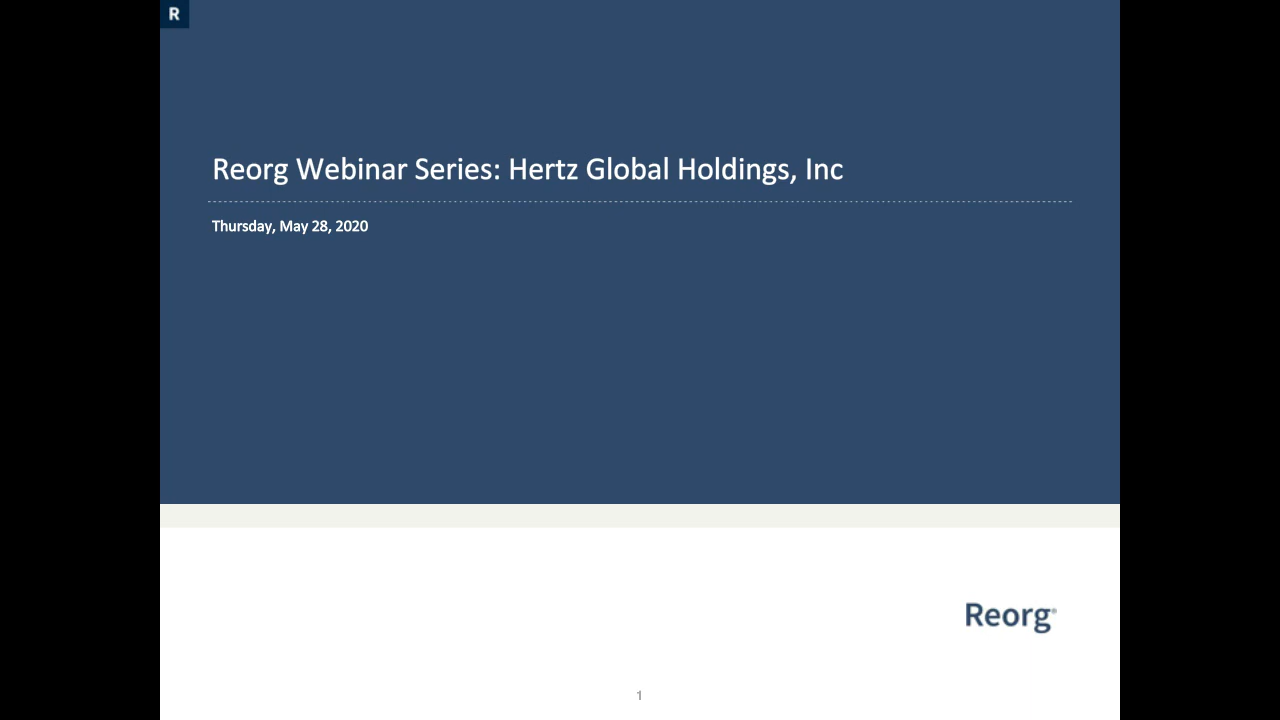 R
Reorg Webinar Series: Hertz Global Holdings, Inc
Thursday, May 28, 2020
Reorg®
1